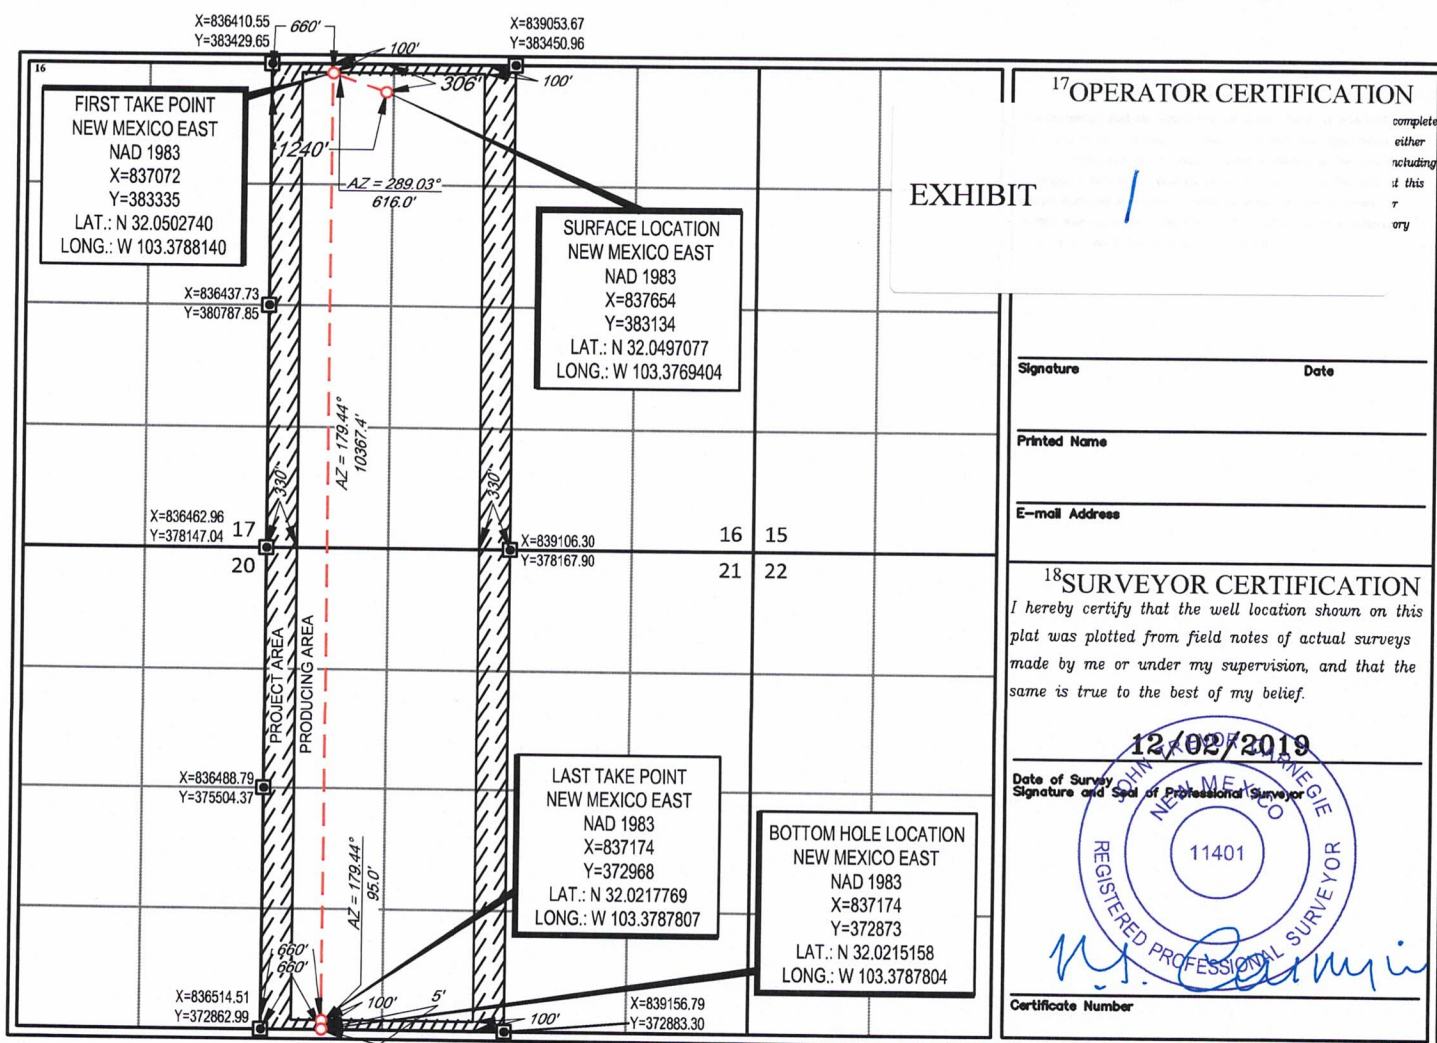 X=836410.55
Y=383429.65
660'
100'
X=839053.67
Y=383450.96
16
306'
100'
FIRST TAKE POINT
NEW MEXICO EAST
NAD 1983
X=837072
Y=383335
LAT.: N 32.0502740
LONG.: W 103.3788140
1240'
AZ = 289.03°
616.0'
SURFACE LOCATION
NEW MEXICO EAST
NAD 1983
X=837654
Y=383134
LAT.: N 32.0497077
LONG.: W 103.3769404
X=836437.73
Y=380787.85
AZ = 179.44°
10367.4'
330'
330'
X=836462.96
Y=378147.04
17
20
X=839106.30
Y=378167.90
16
15
21
22
PROJECT AREA
PRODUCING AREA
X=836488.79
Y=375504.37
LAST TAKE POINT
NEW MEXICO EAST
NAD 1983
X=837174
Y=372968
LAT.: N 32.0217769
LONG.: W 103.3787807
AZ = 179.44°
95.0'
BOTTOM HOLE LOCATION
NEW MEXICO EAST
NAD 1983
X=837174
Y=372873
LAT.: N 32.0215158
LONG.: W 103.3787804
660'
660'
100'
5'
100'
X=836514.51
Y=372862.99
X=839156.79
Y=372883.30
17OPERATOR CERTIFICATION
complete
either
ncluding
t this
r
ory
EXHIBIT 1
Signature Date
Printed Name
E-mail Address
18SURVEYOR CERTIFICATION
I hereby certify that the well location shown on this
plat was plotted from field notes of actual surveys
made by me or under my supervision, and that the
same is true to the best of my belief.
12/02/2019
Date of Survey
Signature and Seal of Professional Surveyor
JOHN TREVOR CARNEGIE
NEW MEXICO
11401
REGISTERED PROFESSIONAL SURVEYOR
Certificate Number